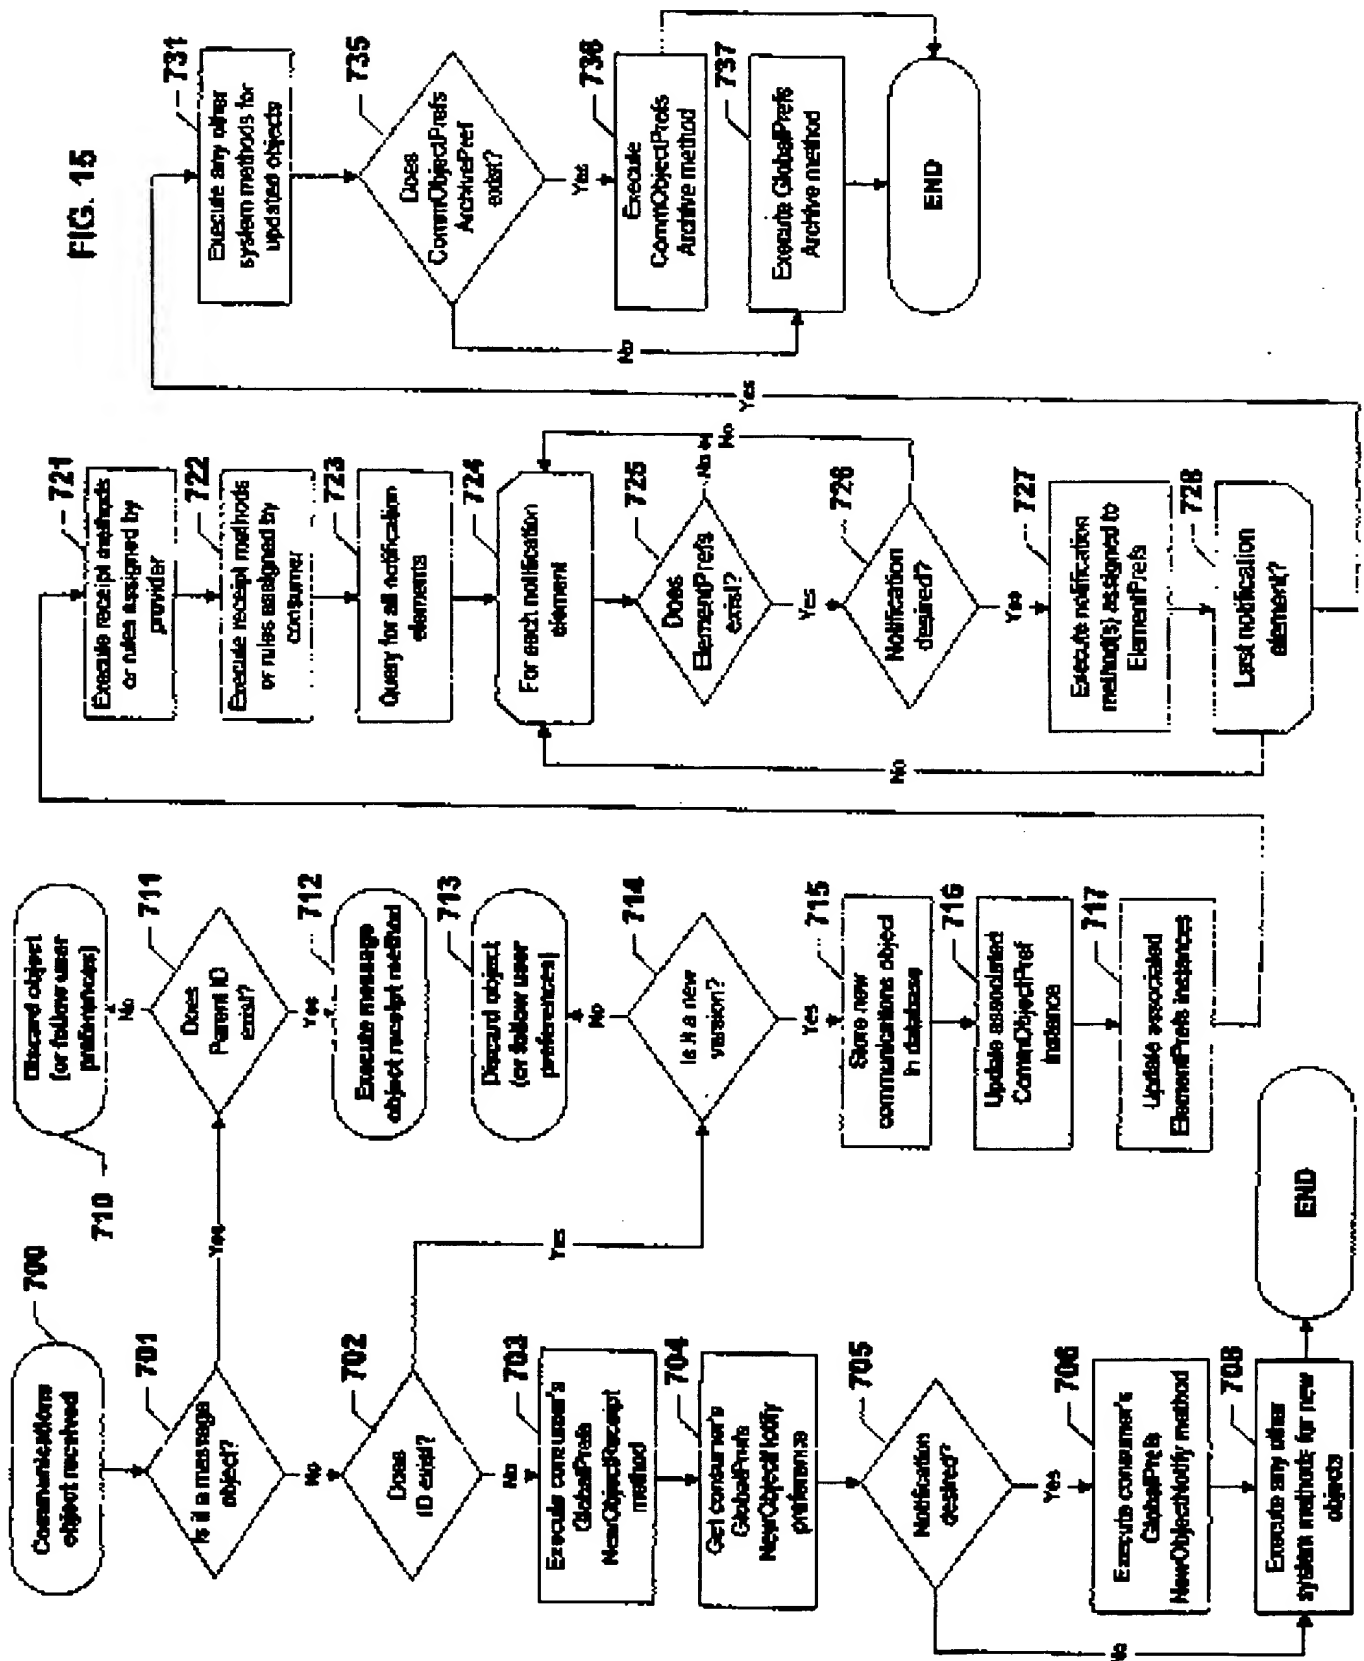 FIG. 15
700
Communications
object received
701
Is it a message
object?
Yes
No
702
Does
ID exist?
Yes
No
703
Execute consumer's
GlobalPrefs
NewObjectReceipt
method
704
Get consumer's
GlobalPrefs
NewObjectNotify
preference
705
Notification
desired?
Yes
No
706
Execute consumer's
GlobalPrefs
NewObjectNotify method
708
Execute any other
system methods for new
objects
END
710
Discard object
(or follow user
preferences)
No
711
Does
Parent ID
exist?
Yes
712
Execute message
object receipt method
713
Discard object
(or follow user
preferences)
No
714
Is it a new
version?
Yes
715
Store new
communications object
in database
716
Update associated
CommObjectPref
instance
717
Update associated
ElementPrefs instances
721
Execute receipt methods
or rules assigned by
provider
722
Execute receipt methods
or rules assigned by
consumer
723
Query for all notification
elements
724
For each notification
element
725
Does
ElementPrefs
exist?
No
Yes
726
Notification
desired?
No
Yes
727
Execute notification
method(s) assigned to
ElementPrefs
728
Last notification
element?
No
Yes
731
Execute any other
system methods for
updated objects
735
Does
CommObjectPrefs
ArchivePref
exist?
Yes
No
736
Execute
CommObjectPrefs
Archive method
737
Execute GlobalPrefs
Archive method
END